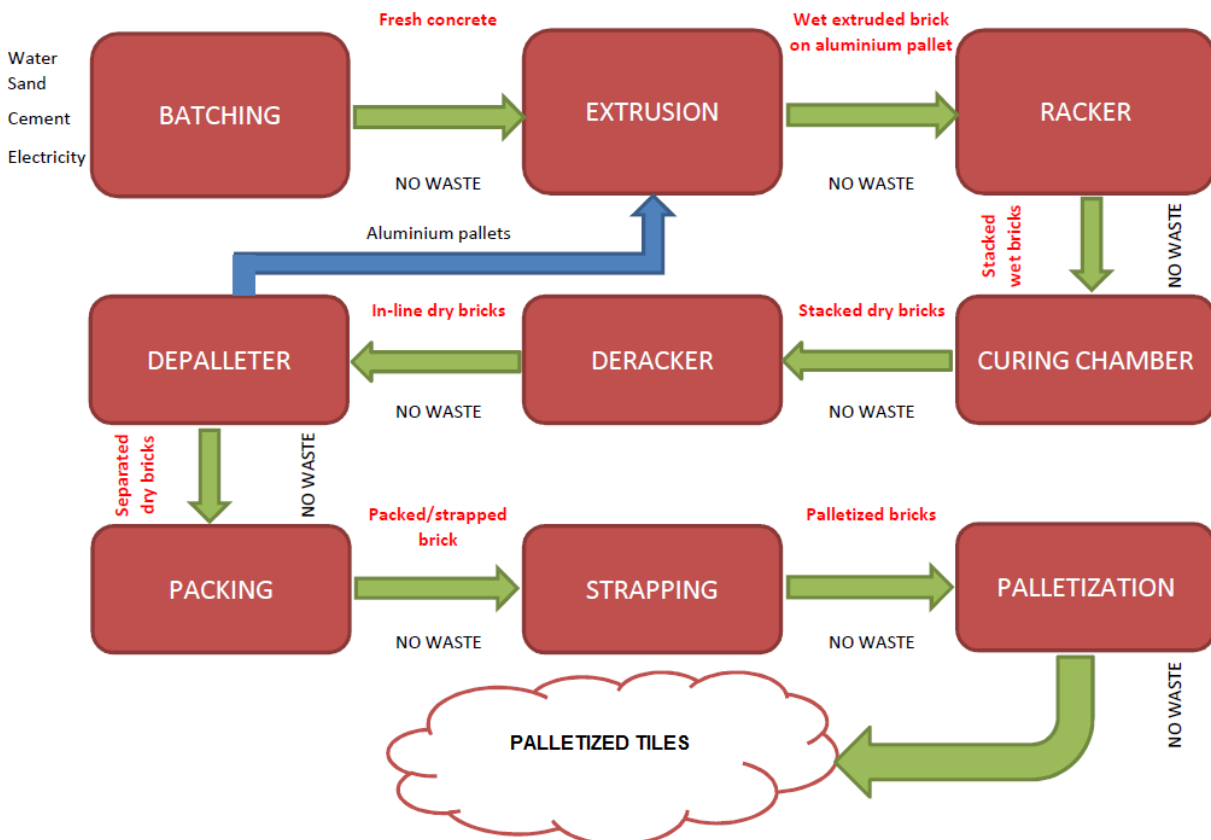 Fresh concrete
Wet extruded brick
on aluminium pallet
Water
Sand
Cement
Electricity
BATCHING
EXTRUSION
RACKER
NO WASTE
NO WASTE
Aluminium pallets
Stacked
wet bricks
NO WASTE
In-line dry bricks
Stacked dry bricks
DEPALLETER
DERACKER
CURING CHAMBER
NO WASTE
NO WASTE
Separated
dry bricks
NO WASTE
Packed/strapped
brick
Palletized bricks
PACKING
STRAPPING
PALLETIZATION
NO WASTE
NO WASTE
NO WASTE
PALLETIZED TILES